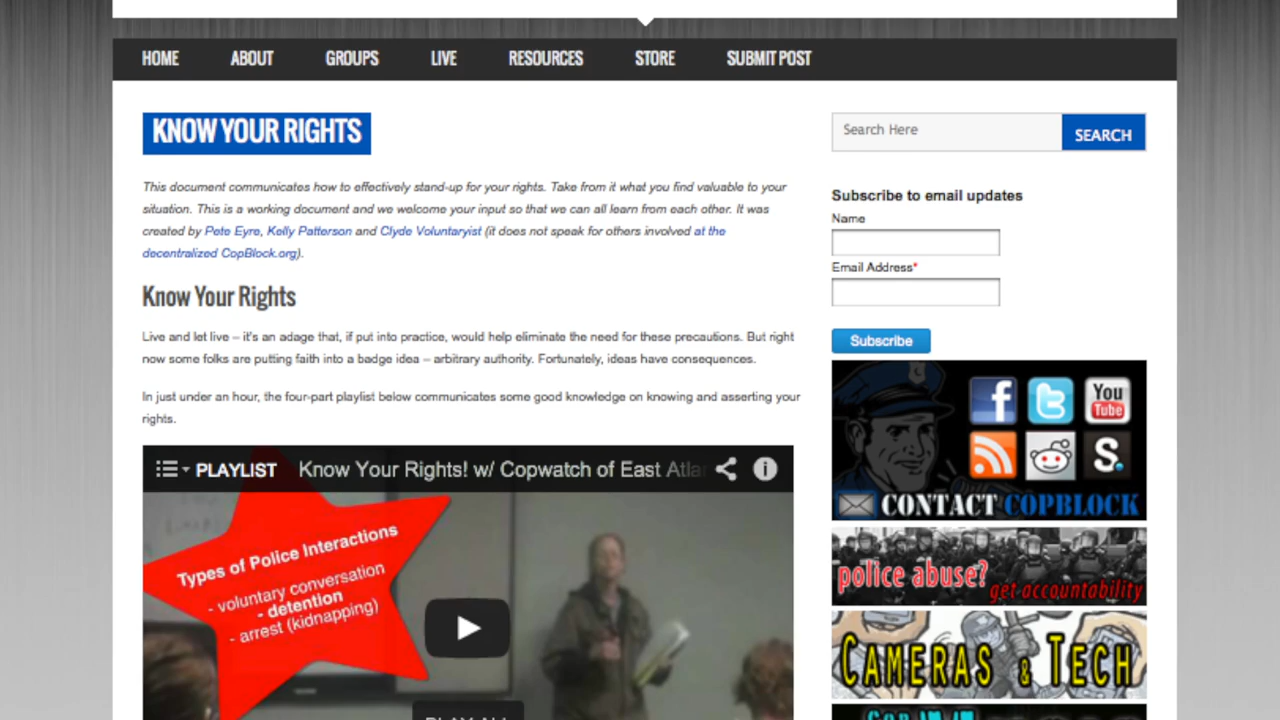 HOME ABOUT GROUPS LIVE RESOURCES STORE SUBMIT POST
KNOW YOUR RIGHTS
This document communicates how to effectively stand-up for your rights. Take from it what you find valuable to your
situation. This is a working document and we welcome your input so that we can all learn from each other. It was
created by Pete Eyre, Kelly Patterson and Clyde Voluntaryist (it does not speak for others involved at the
decentralized CopBlock.org).
Know Your Rights
Live and let live – it's an adage that, if put into practice, would help eliminate the need for these precautions. But right
now some folks are putting faith into a badge idea – arbitrary authority. Fortunately, ideas have consequences.
In just under an hour, the four-part playlist below communicates some good knowledge on knowing and asserting your
rights.
PLAYLIST Know Your Rights! w/ Copwatch of East Atla
Types of Police Interactions
- voluntary conversation
- detention
- arrest (kidnapping)
Search Here SEARCH
Subscribe to email updates
Name
Email Address*
Subscribe
f t You Tube
S.
CONTACT COPBLOCK
police abuse?
get accountability
CAMERAS & TECH